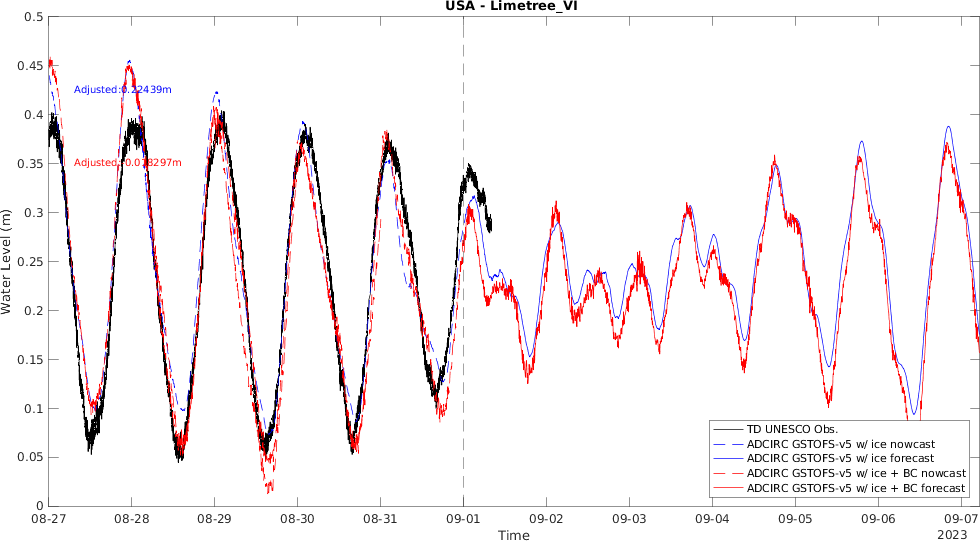 USA - Limetree_VI
0.5
0.45
0.4
0.35
0.3
0.25
0.2
0.15
0.1
0.05
0
Water Level (m)
Adjusted:0.22439m
08-27
08-28
08-29
08-30
08-31
09-01
09-02
09-03
09-04
09-05
09-06
09-07
2023
Time
TD UNESCO Obs.
ADCIRC GSTOFS-v5 w/ ice nowcast
ADCIRC GSTOFS-v5 w/ ice forecast
ADCIRC GSTOFS-v5 w/ ice + BC nowcast
ADCIRC GSTOFS-v5 w/ ice + BC forecast